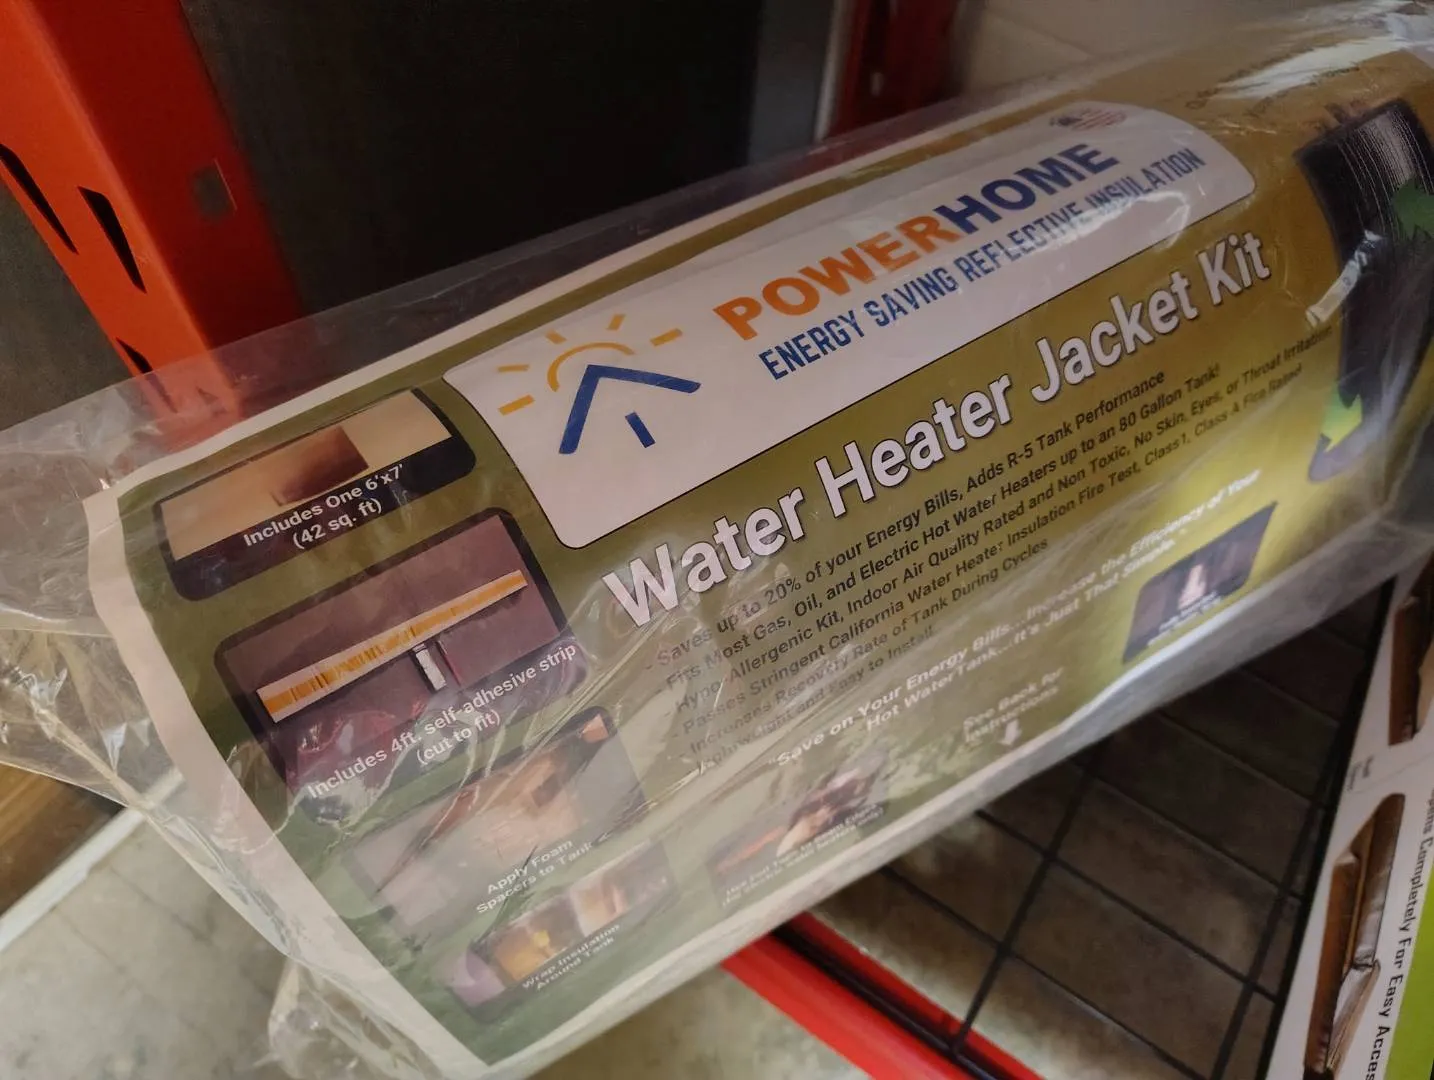 POWERHOME
ENERGY SAVING REFLECTIVE INSULATION
Water Heater Jacket Kit
- Saves up to 20% of your Energy Bills, Adds R-5 Tank Performance
- Fits Most Gas, Oil, and Electric Hot Water Heaters up to an 80 Gallon Tank!
- Hypo-Allergenic Kit, Indoor Air Quality Rated and Non Toxic, No Skin, Eyes, or Throat Irritation
- Passes Stringent California Water Heater Insulation Fire Test, Class1, Class A Fire Rated
- Increases Recovery Rate of Tank During Cycles
- Lightweight and Easy to Install
"Save on Your Energy Bills...Increase the Efficiency of Your
Hot Water Tank...It's Just That Simple."
See Back for
Instructions
Includes One 6'x7'
(42 sq. ft)
Includes 4ft. self-adhesive strip
(cut to fit)
Apply Foam
Spacers to Tank
Wrap Insulation
Around Tank
Completely For Easy Acces